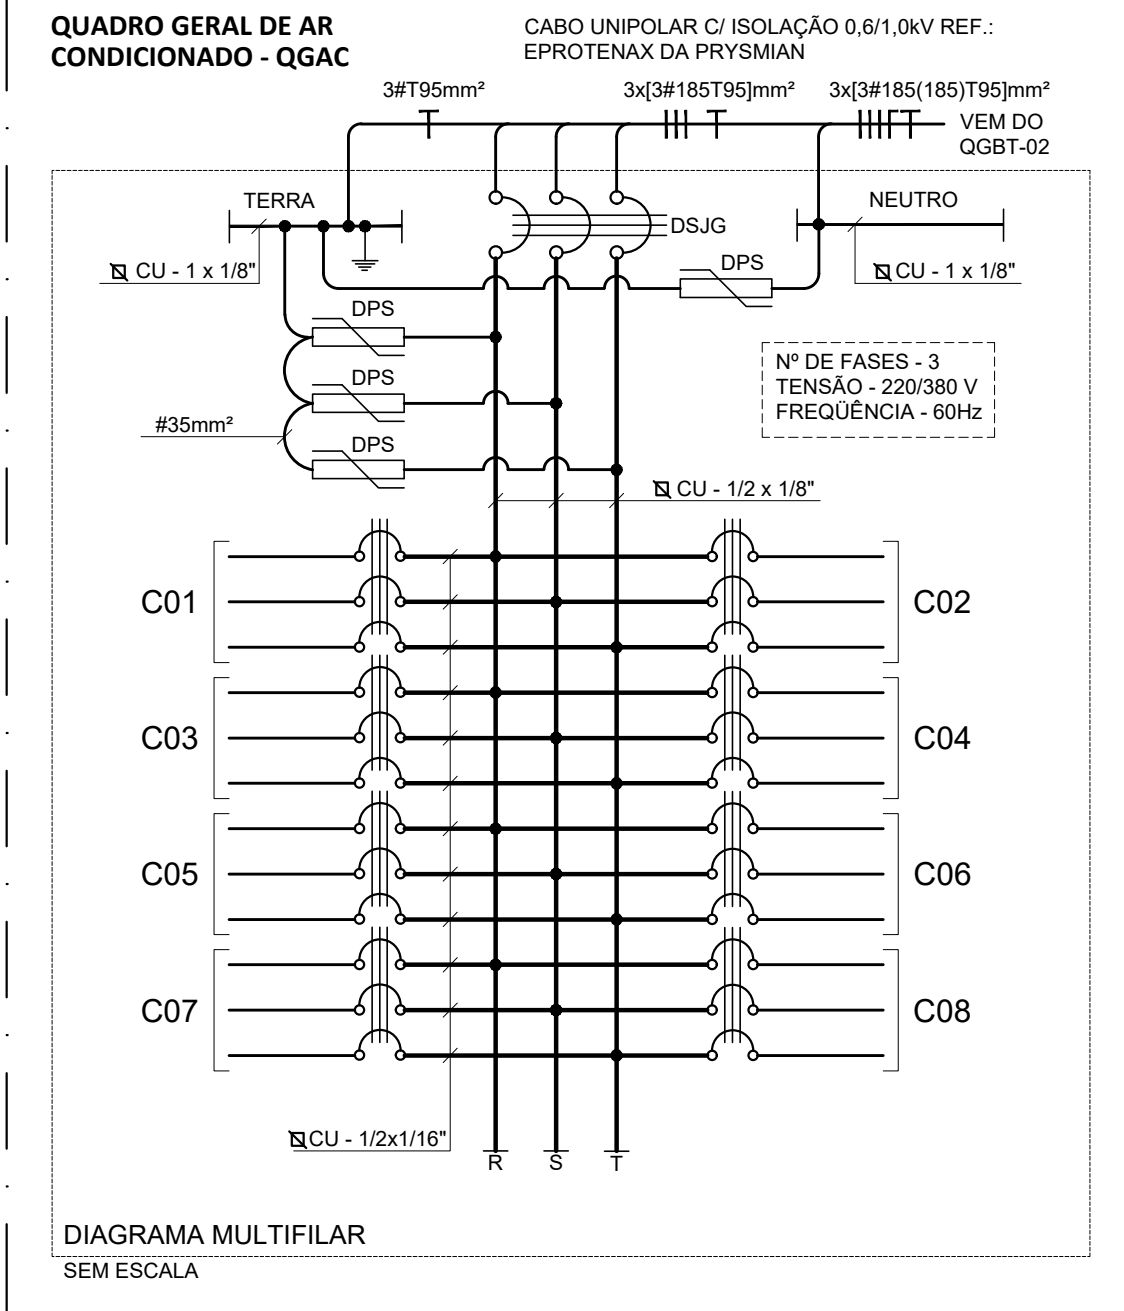 QUADRO GERAL DE AR
CONDICIONADO - QGAC
CABO UNIPOLAR C/ ISOLAÇÃO 0,6/1,0kV REF.:
EPROTENAX DA PRYSMIAN
3#T95mm²
3x[3#185T95]mm²
3x[3#185(185)T95]mm²
VEM DO
QGBT-02
TERRA
NEUTRO
DSJG
CU - 1 x 1/8"
DPS
CU - 1 x 1/8"
DPS
Nº DE FASES - 3
TENSÃO - 220/380 V
FREQÜÊNCIA - 60Hz
DPS
#35mm²
DPS
CU - 1/2 x 1/8"
C01
C02
C03
C04
C05
C06
C07
C08
CU - 1/2x1/16"
R
S
T
DIAGRAMA MULTIFILAR
SEM ESCALA